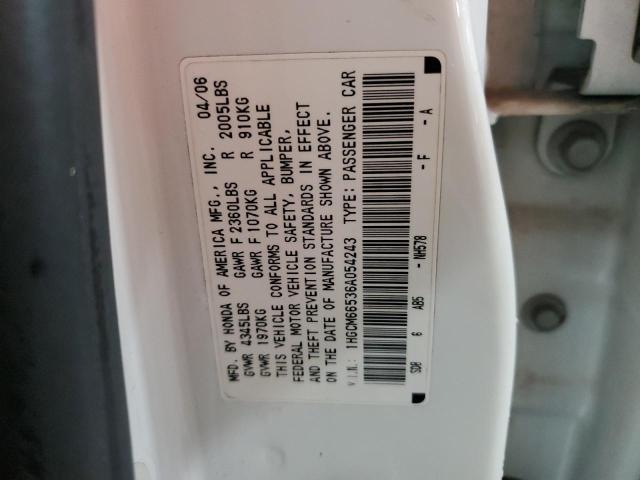 MFD. BY HONDA OF AMERICA MFG., INC. 04/06
GVWR 4345LBS GAWR F 2360LBS R 2005LBS
GVWR 1970KG GAWR F 1070KG R 910KG
THIS VEHICLE CONFORMS TO ALL APPLICABLE
FEDERAL MOTOR VEHICLE SAFETY, BUMPER,
AND THEFT PREVENTION STANDARDS IN EFFECT
ON THE DATE OF MANUFACTURE SHOWN ABOVE.
V.I.N.: 1HGCM66536A054243 TYPE: PASSENGER CAR
SDB 6 AB5 - NH578 - F - A